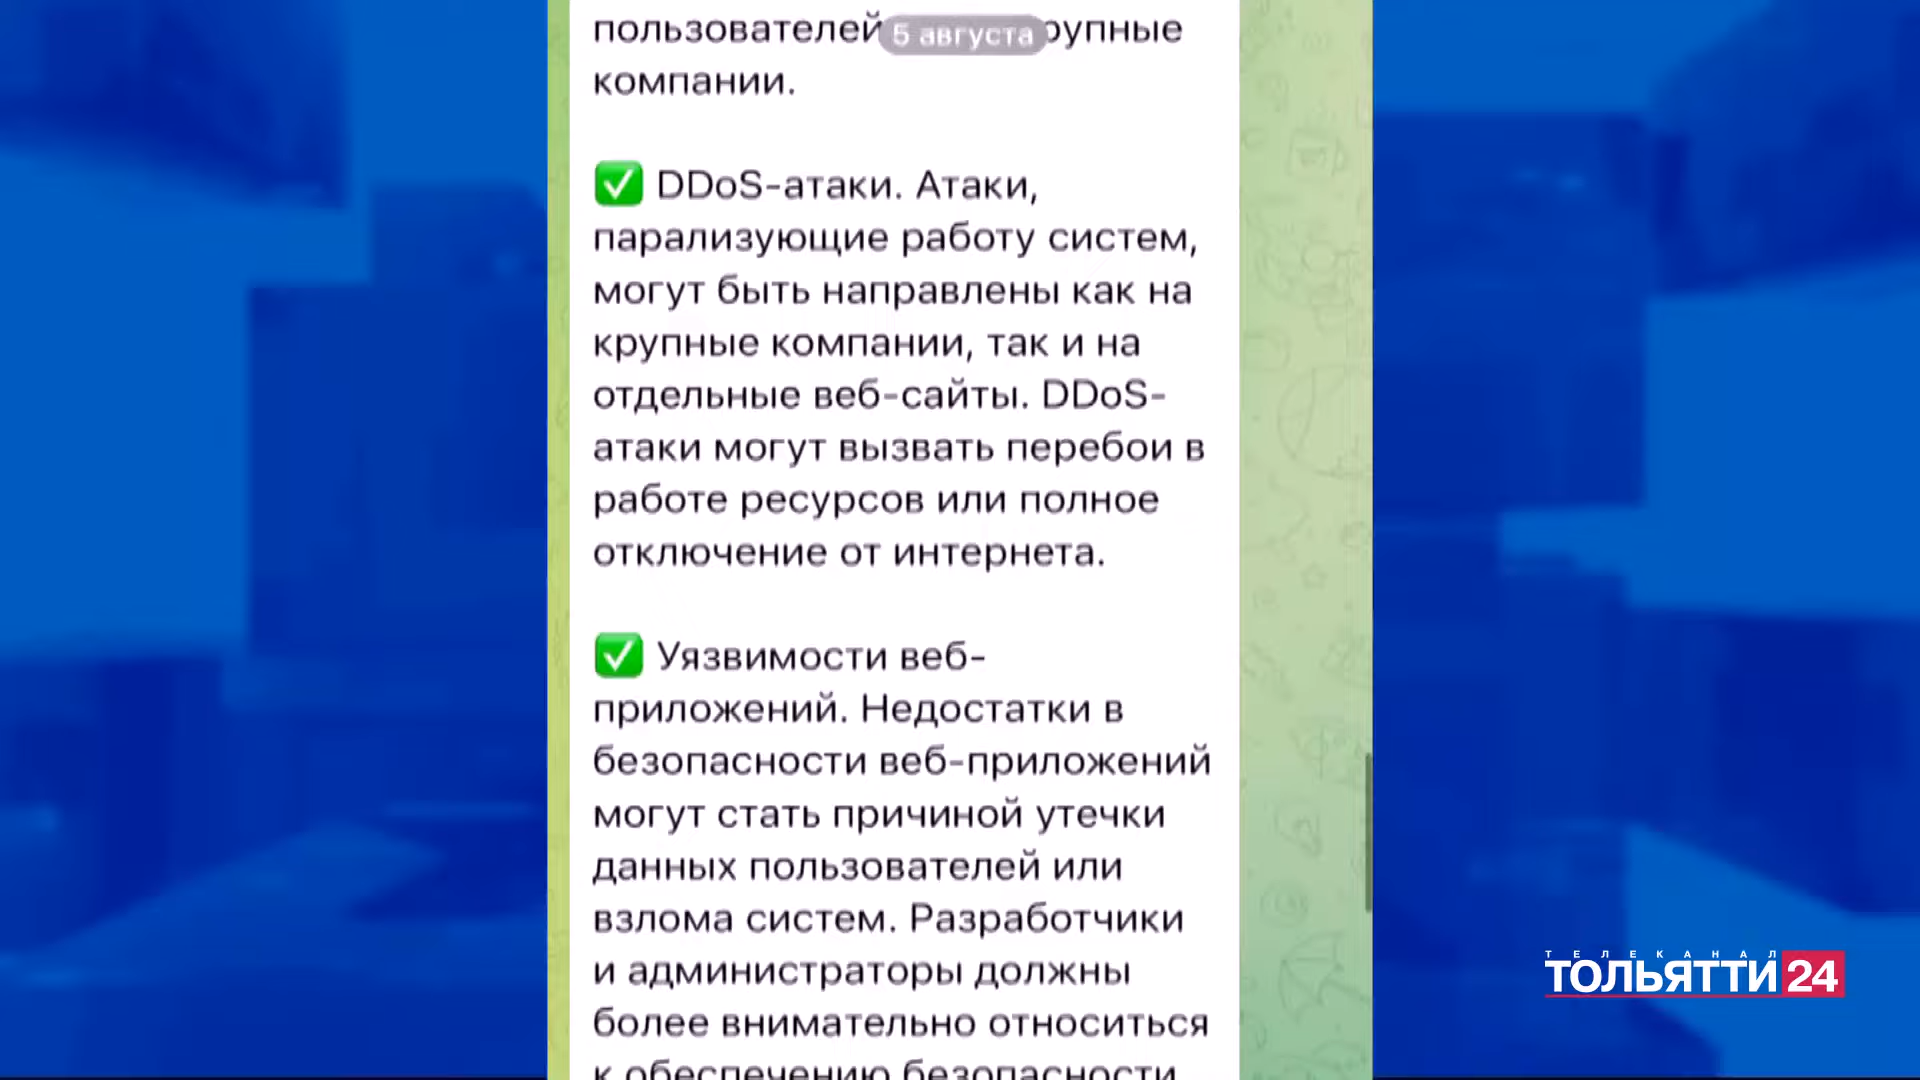 пользователей
5 августа
компании.
✅ DDoS-атаки. Атаки,
парализующие работу систем,
могут быть направлены как на
крупные компании, так и на
отдельные веб-сайты. DDoS-
атаки могут вызвать перебои в
работе ресурсов или полное
отключение от интернета.
✅ Уязвимости веб-
приложений. Недостатки в
безопасности веб-приложений
могут стать причиной утечки
данных пользователей или
взлома систем. Разработчики
и администраторы должны
более внимательно относиться
к обеспечению безопасности
ТЕЛЕКАНАЛ
ТОЛЬЯТТИ 24